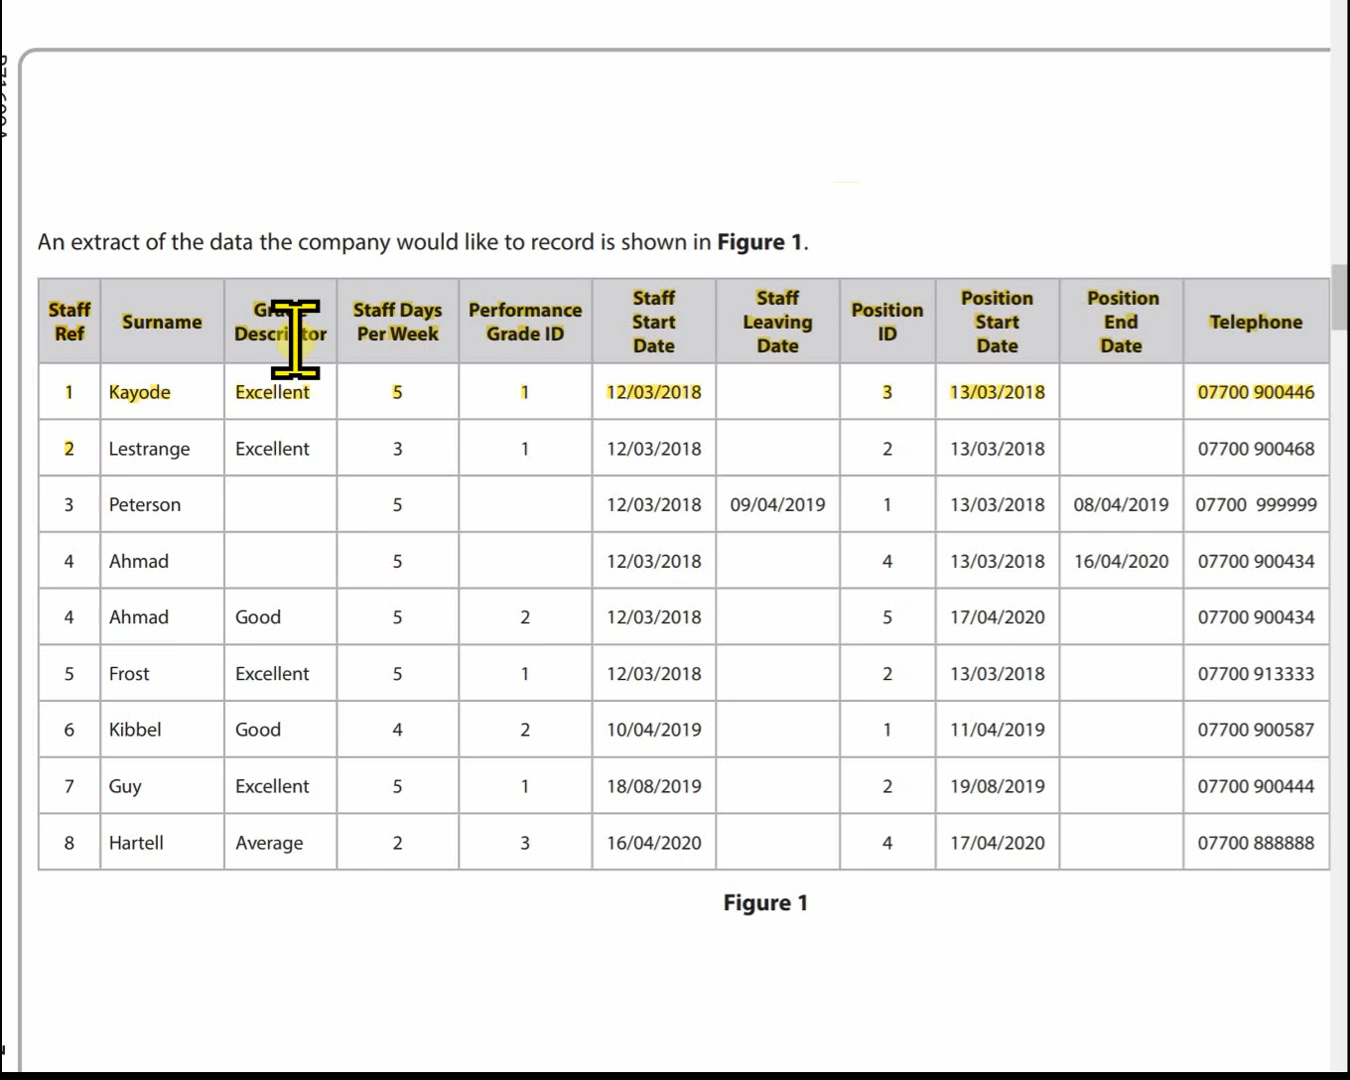 An extract of the data the company would like to record is shown in Figure 1.
Staff Ref Surname Descriptor Staff Days Per Week Performance Grade ID Staff Start Date Staff Leaving Date Position ID Position Start Date Position End Date Telephone
1 Kayode Excellent 5 1 12/03/2018 3 13/03/2018 07700 900446
2 Lestrange Excellent 3 1 12/03/2018 2 13/03/2018 07700 900468
3 Peterson 5 12/03/2018 09/04/2019 1 13/03/2018 08/04/2019 07700 999999
4 Ahmad 5 12/03/2018 4 13/03/2018 16/04/2020 07700 900434
4 Ahmad Good 5 2 12/03/2018 5 17/04/2020 07700 900434
5 Frost Excellent 5 1 12/03/2018 2 13/03/2018 07700 913333
6 Kibbel Good 4 2 10/04/2019 1 11/04/2019 07700 900587
7 Guy Excellent 5 1 18/08/2019 2 19/08/2019 07700 900444
8 Hartell Average 2 3 16/04/2020 4 17/04/2020 07700 888888
Figure 1